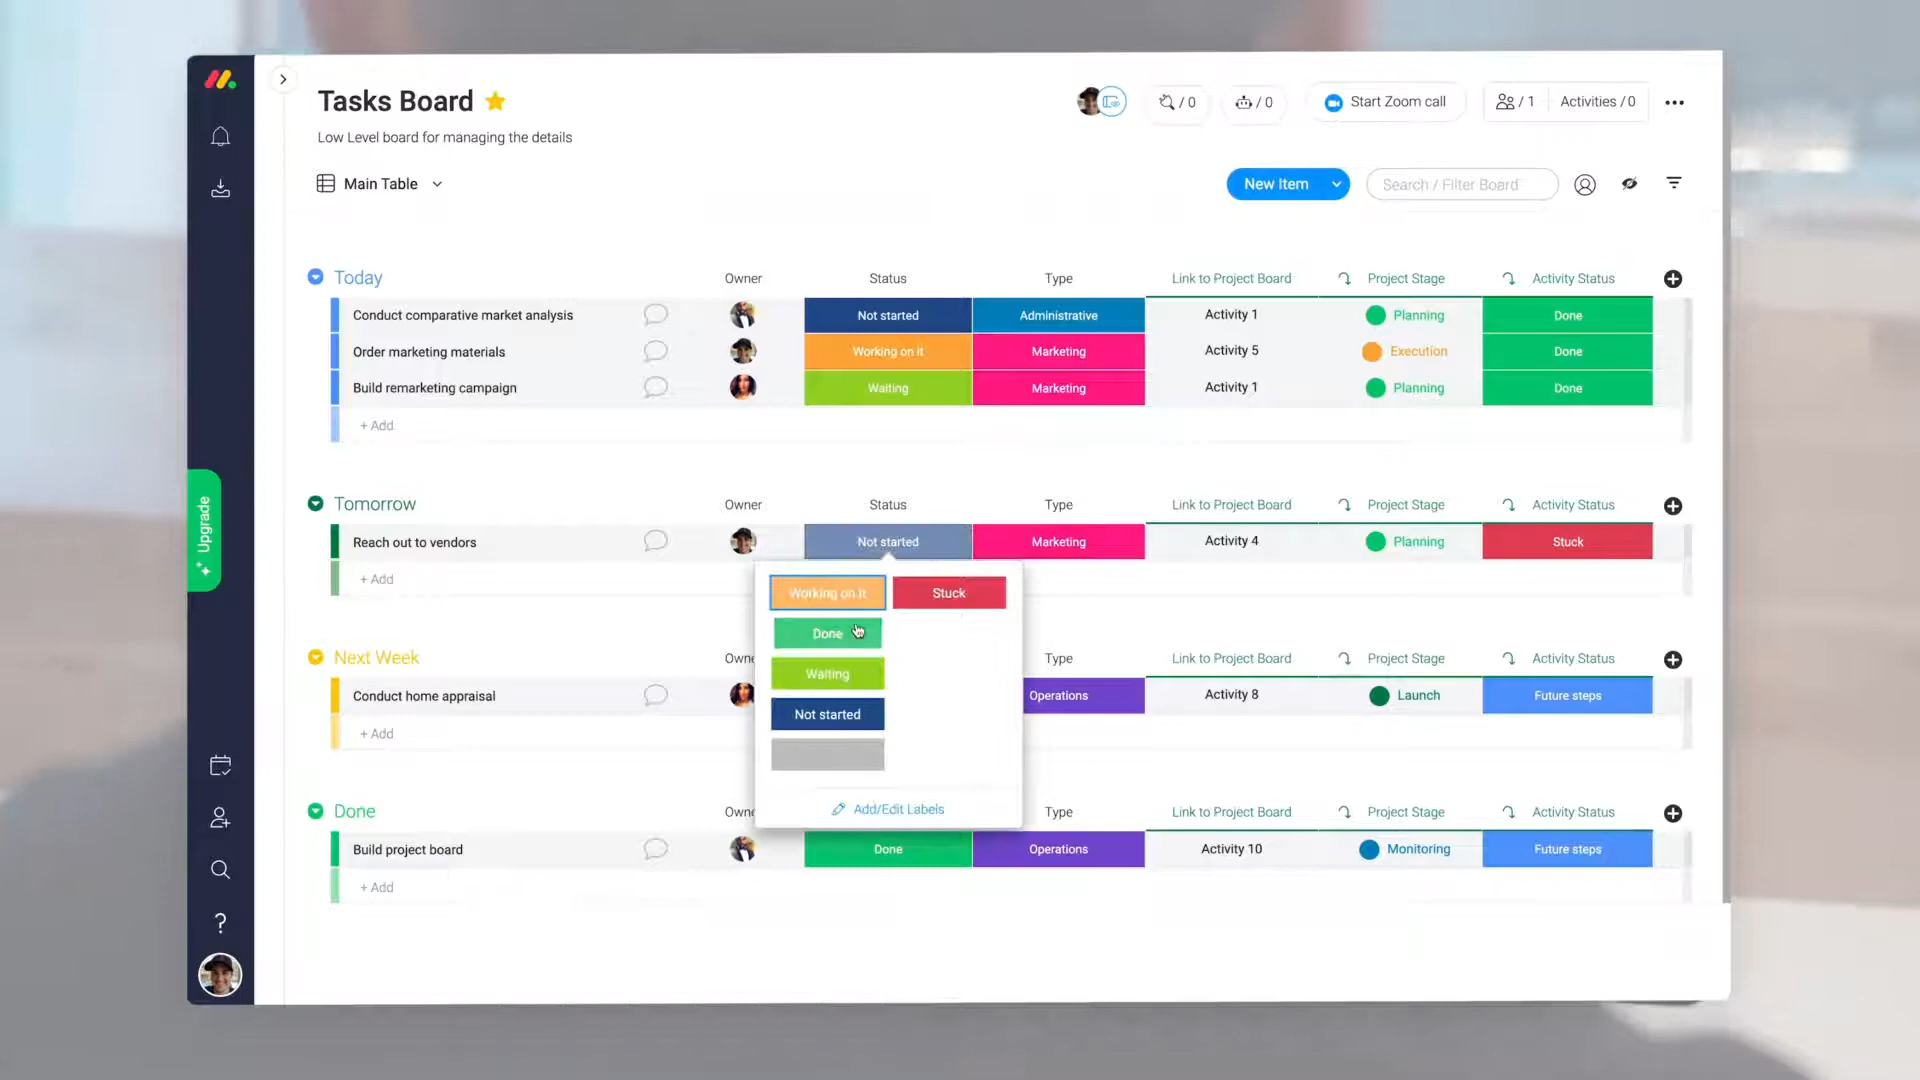 Tasks Board
Low Level board for managing the details
/ 0
/ 0
Start Zoom call
/ 1
Activities / 0
Main Table
New Item
Search / Filter Board
Upgrade
Today Owner Status Type Link to Project Board Project Stage Activity Status
Conduct comparative market analysis Not started Administrative Activity 1 Planning Done
Order marketing materials Working on it Marketing Activity 5 Execution Done
Build remarketing campaign Waiting Marketing Activity 1 Planning Done
+ Add
Tomorrow Owner Status Type Link to Project Board Project Stage Activity Status
Reach out to vendors Not started Marketing Activity 4 Planning Stuck
+ Add
Working on it Stuck
Done
Waiting
Not started
Add/Edit Labels
Next Week Type Link to Project Board Project Stage Activity Status
Conduct home appraisal Operations Activity 8 Launch Future steps
+ Add
Done Type Link to Project Board Project Stage Activity Status
Build project board Done Operations Activity 10 Monitoring Future steps
+ Add